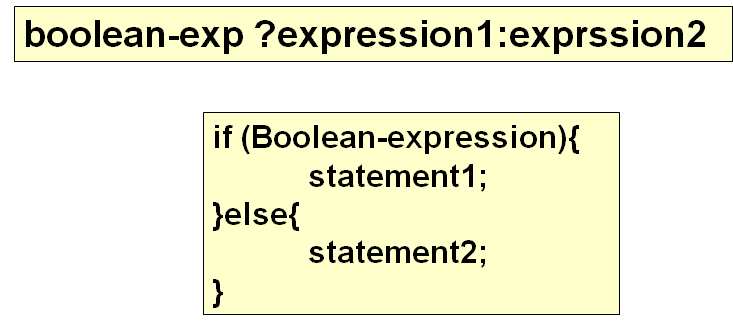 boolean-exp ?expression1:exprssion2
if (Boolean-expression){
statement1;
}else{
statement2;
}